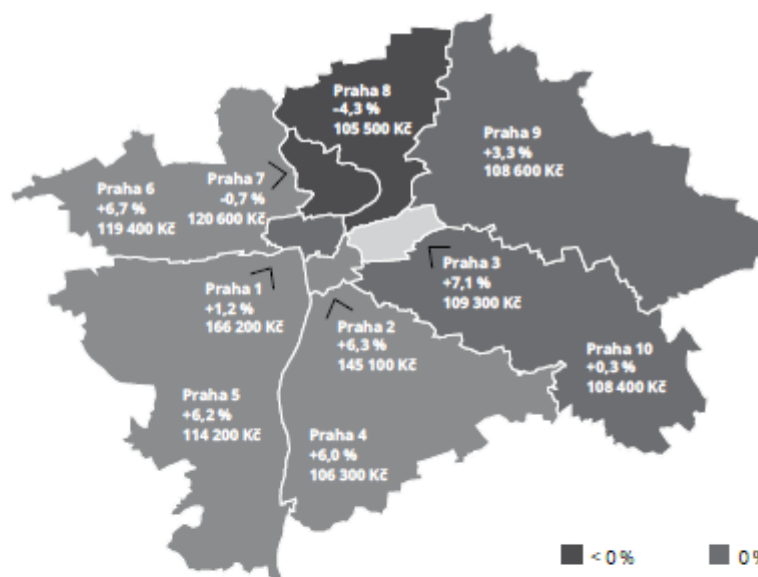 Praha 8
-4,3 %
105 500 Kč
Praha 9
+3,3 %
108 600 Kč
Praha 6
+6,7 %
119 400 Kč
Praha 7
-0,7 %
120 600 Kč
Praha 3
+7,1 %
109 300 Kč
Praha 1
+1,2 %
166 200 Kč
Praha 2
+6,3 %
145 100 Kč
Praha 10
+0,3 %
108 400 Kč
Praha 5
+6,2 %
114 200 Kč
Praha 4
+6,0 %
106 300 Kč
< 0 %
0 %